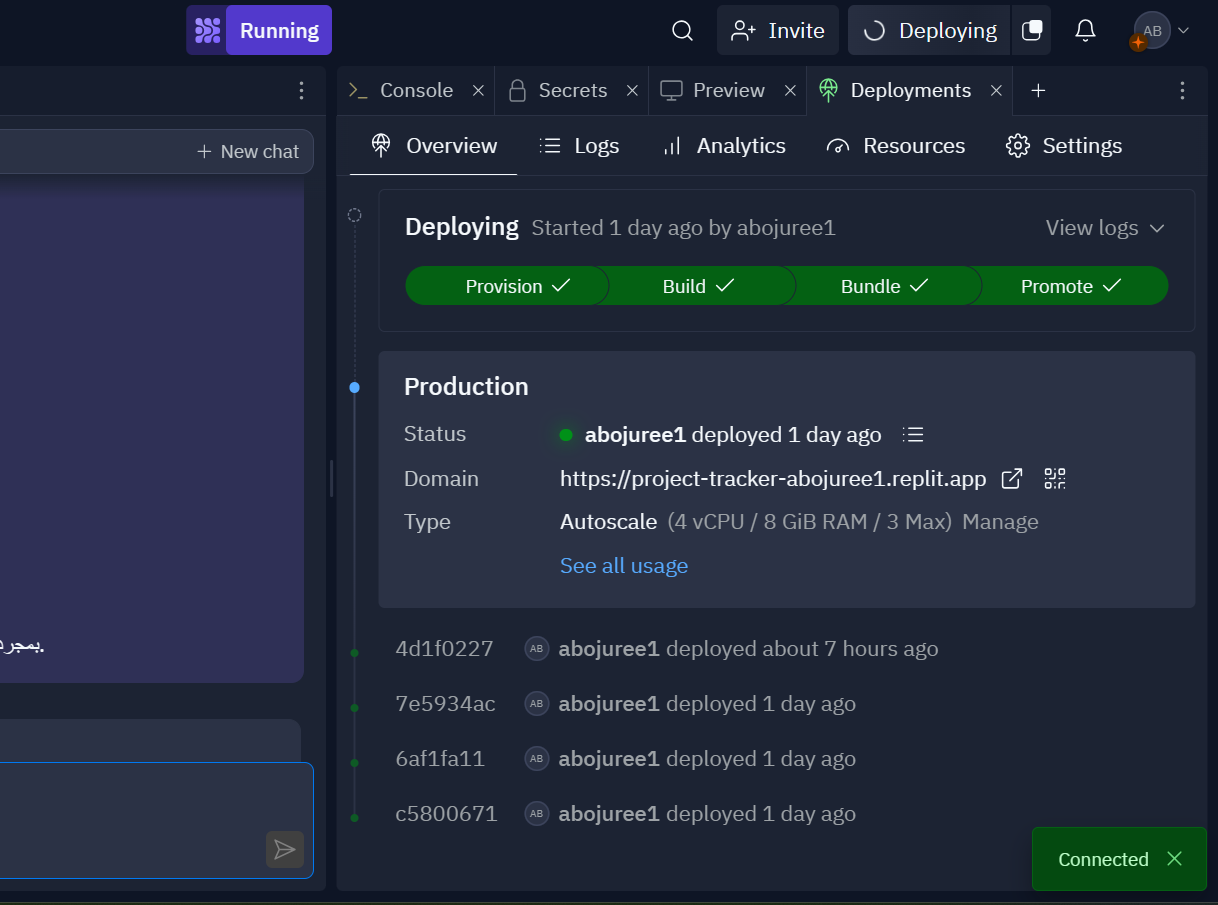 Running
Invite
Deploying
AB
Console
Secrets
Preview
Deployments
New chat
Overview
Logs
Analytics
Resources
Settings
Deploying Started 1 day ago by abojuree1 View logs
Provision
Build
Bundle
Promote
Production
Status abojuree1 deployed 1 day ago
Domain https://project-tracker-abojuree1.replit.app
Type Autoscale (4 vCPU / 8 GiB RAM / 3 Max) Manage
See all usage
4d1f0227 AB abojuree1 deployed about 7 hours ago
7e5934ac AB abojuree1 deployed 1 day ago
6af1fa11 AB abojuree1 deployed 1 day ago
c5800671 AB abojuree1 deployed 1 day ago
Connected